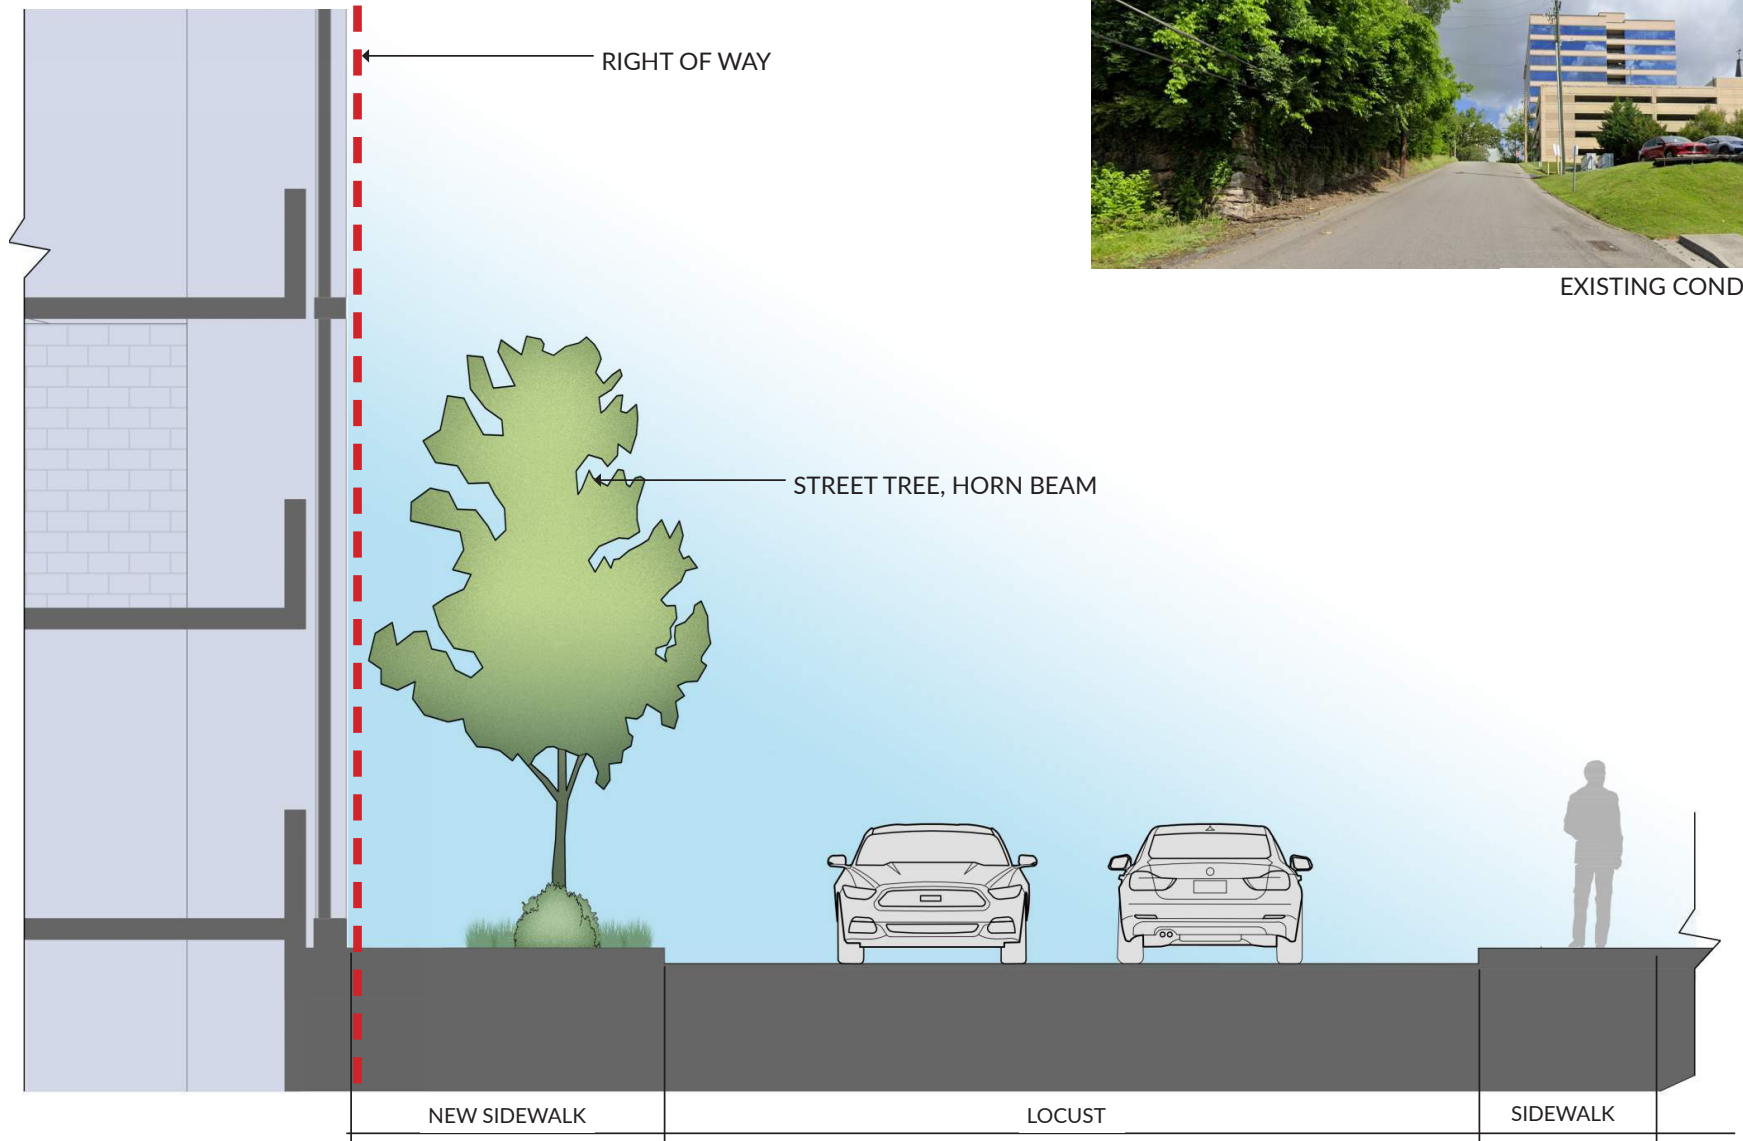 RIGHT OF WAY
EXISTING COND
STREET TREE, HORN BEAM
NEW SIDEWALK
LOCUST
SIDEWALK